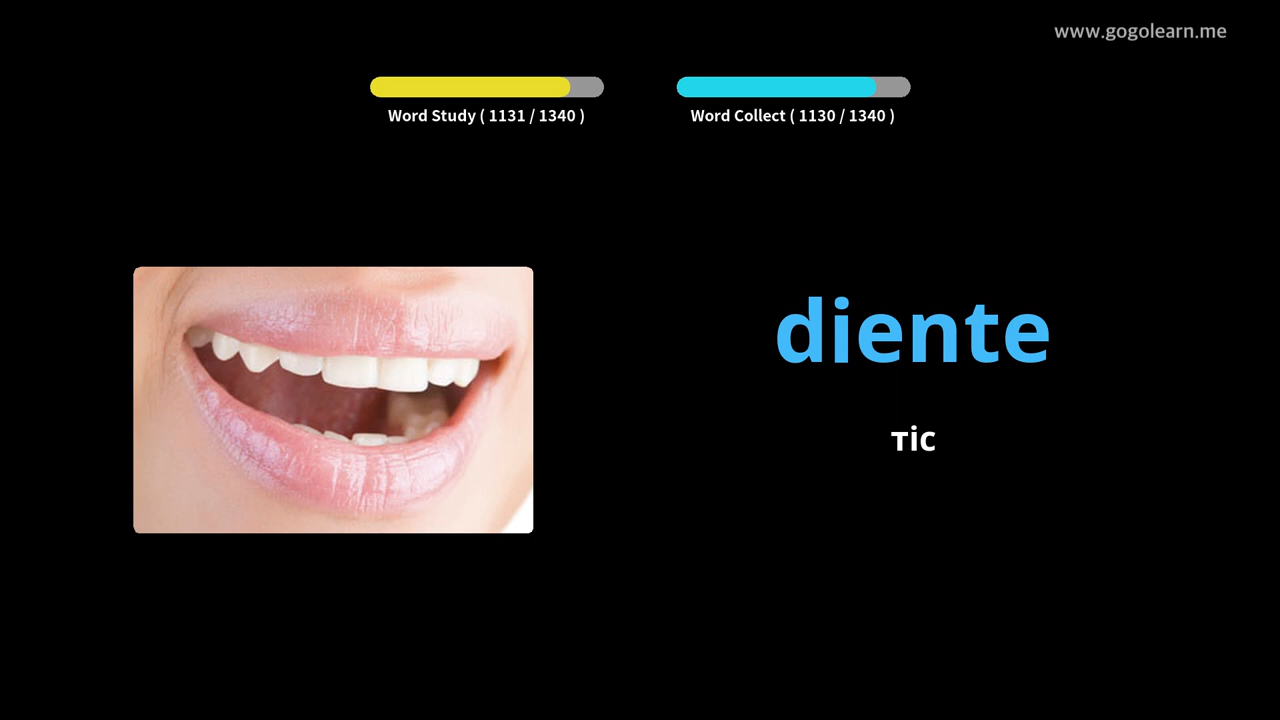 www.gogolearn.me
Word Study ( 1131 / 1340 )
Word Collect ( 1130 / 1340 )
diente
тіс